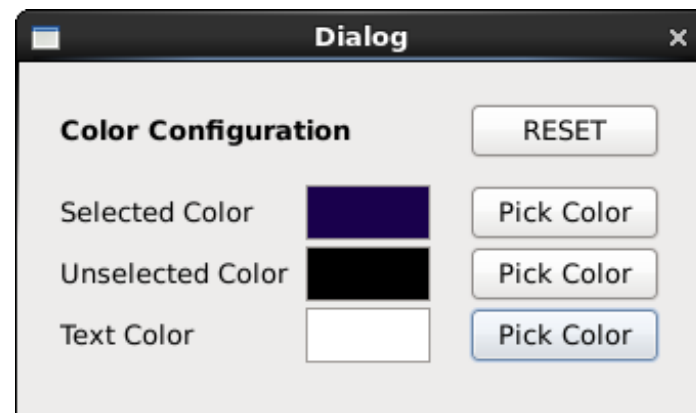 Dialog
Color Configuration RESET
Selected Color Pick Color
Unselected Color Pick Color
Text Color Pick Color